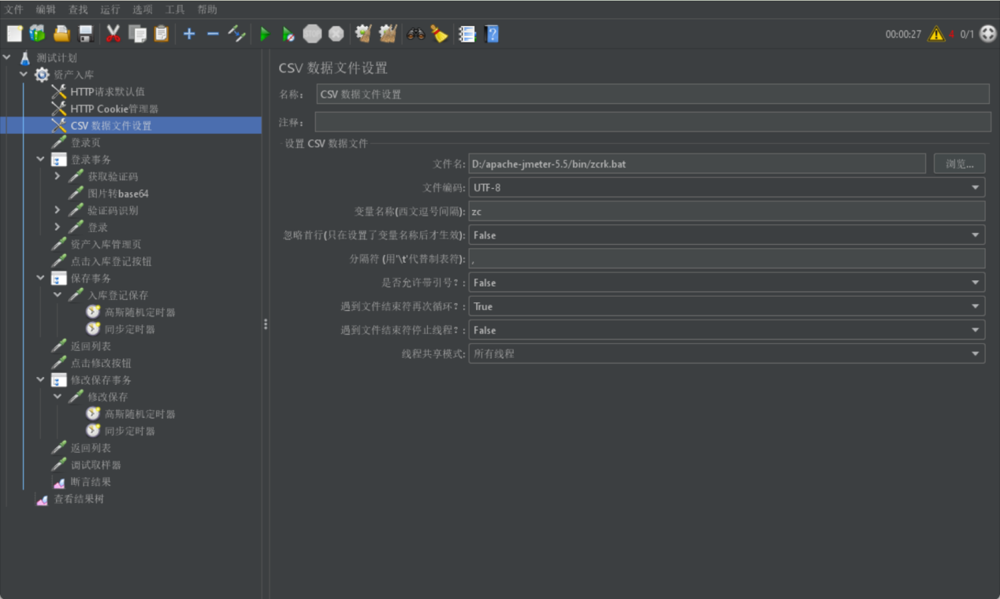 文件 编辑 查找 运行 选项 工具 帮助
00:00:27 4 0/1
测试计划
资产入库
HTTP请求默认值
HTTP Cookie管理器
CSV 数据文件设置
登录页
登录事务
获取验证码
图片转base64
验证码识别
登录
资产入库管理页
点击入库登记按钮
保存事务
入库登记保存
高斯随机定时器
同步定时器
返回列表
点击修改按钮
修改保存事务
修改保存
高斯随机定时器
同步定时器
返回列表
调试取样器
断言结果
查看结果树
CSV 数据文件设置
名称： CSV 数据文件设置
注释：
设置 CSV 数据文件
文件名: D:/apache-jmeter-5.5/bin/zcrk.bat 浏览...
文件编码: UTF-8
变量名称(西文逗号间隔): zc
忽略首行(只在设置了变量名称后才生效): False
分隔符 (用'\t'代替制表符): ,
是否允许带引号？: False
遇到文件结束符再次循环？: True
遇到文件结束符停止线程？: False
线程共享模式: 所有线程